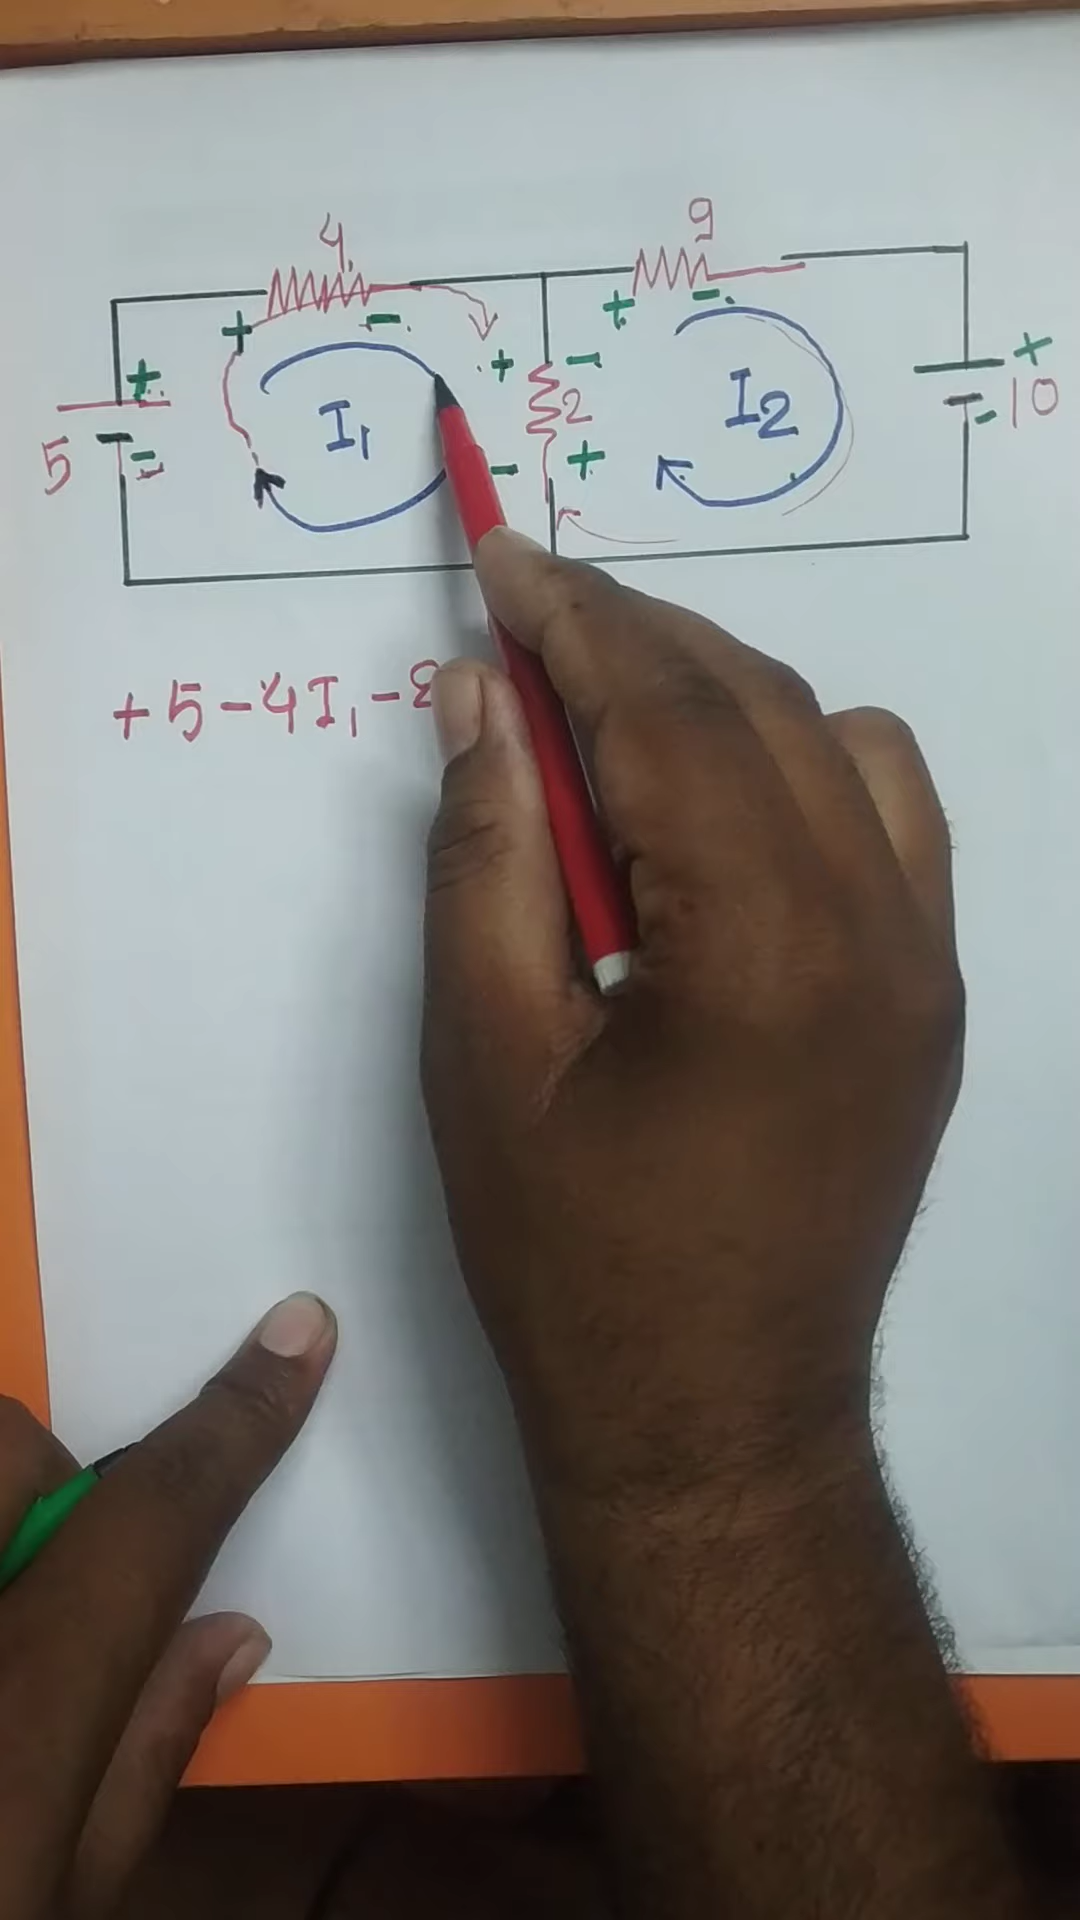 4 9
+ - + -
+ + - +
5 I1 2 I2 10
- - + -
+5-4I1-